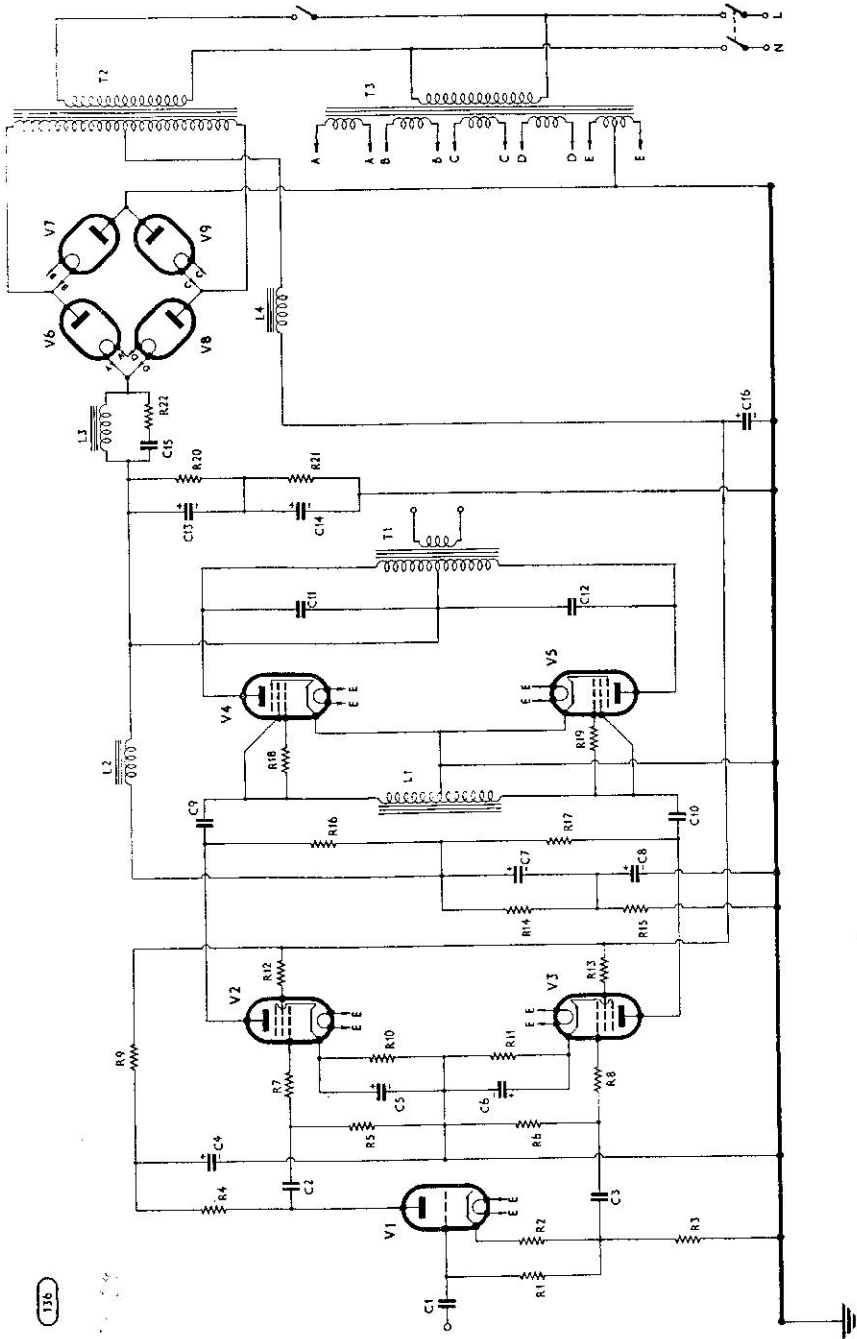 136
C1
R1
R2
R3
V1
E
E
C3
C2
R4
C4
R9
R5
R6
R7
R8
C5
C6
R10
R11
V2
V3
E
E
E
E
R12
R13
R14
R15
C7
C8
R16
R17
C9
C10
L1
L2
R18
R19
V4
V5
E
E
E
E
C11
C12
T1
C13
C14
R20
R21
L3
C15
R22
C16
L4
V6
V7
V8
V9
A
A
B
B
C
C
D
D
T2
T3
A
A
B
B
C
C
D
D
E
E
N
L